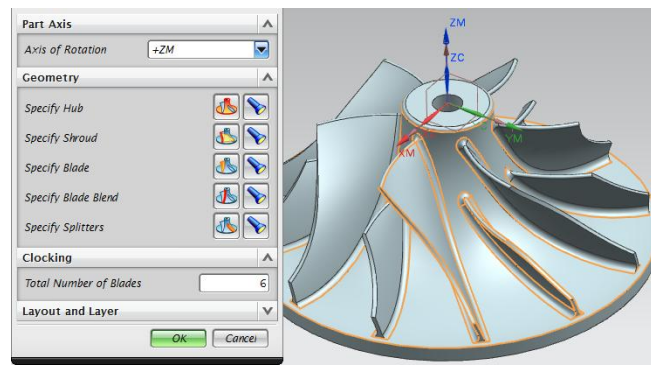 Part Axis
Axis of Rotation +ZM
Geometry
Specify Hub
Specify Shroud
Specify Blade
Specify Blade Blend
Specify Splitters
Clocking
Total Number of Blades 6
Layout and Layer
OK Cancel
ZM
ZC
YM
XM